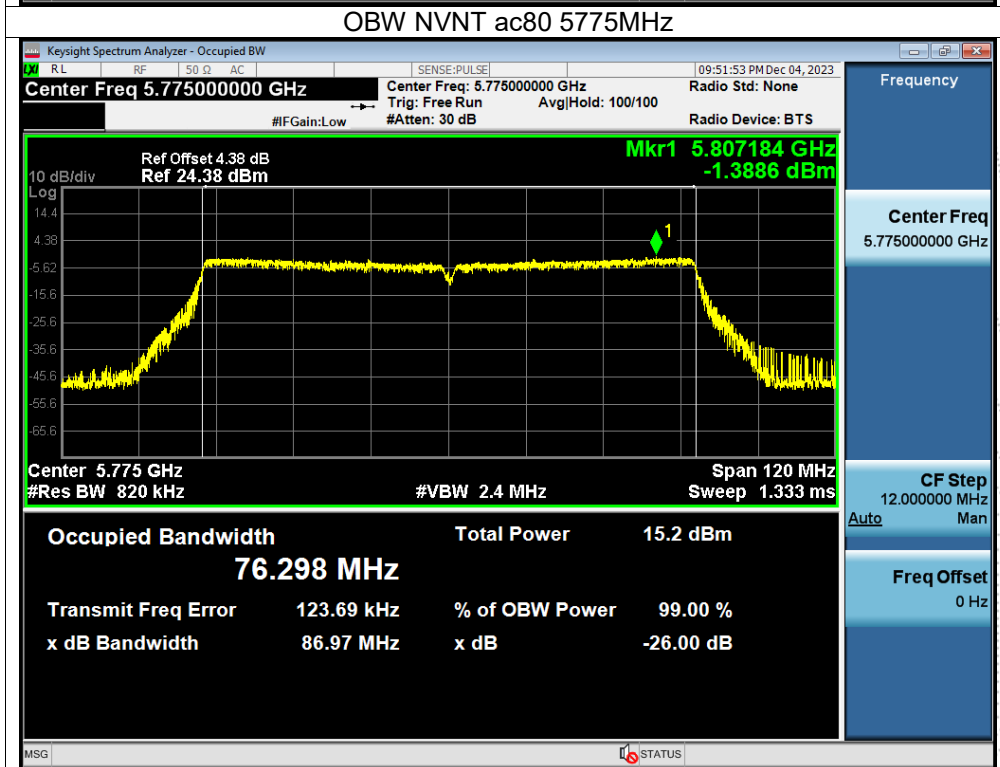 OBW NVNT ac80 5775MHz
Keysight Spectrum Analyzer - Occupied BW
LXI RL RF 50 Ω AC SENSE:PULSE 09:51:53 PM Dec 04, 2023
Center Freq 5.775000000 GHz
Center Freq: 5.775000000 GHz Radio Std: None
Trig: Free Run Avg|Hold: 100/100
#IFGain:Low #Atten: 30 dB Radio Device: BTS
Frequency
Mkr1 5.807184 GHz
-1.3886 dBm
Ref Offset 4.38 dB
10 dB/div Ref 24.38 dBm
Log
14.4
4.38
-5.62
-15.6
-25.6
-35.6
-45.6
-55.6
-65.6
1
Center 5.775 GHz Span 120 MHz
#Res BW 820 kHz #VBW 2.4 MHz Sweep 1.333 ms
Center Freq
5.775000000 GHz
CF Step
12.000000 MHz
Auto Man
Freq Offset
0 Hz
Occupied Bandwidth Total Power 15.2 dBm
76.298 MHz
Transmit Freq Error 123.69 kHz % of OBW Power 99.00 %
x dB Bandwidth 86.97 MHz x dB -26.00 dB
MSG STATUS